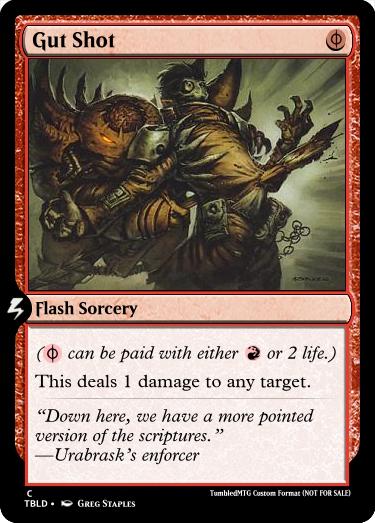 Gut Shot
Flash Sorcery
( can be paid with either or 2 life.)
This deals 1 damage to any target.
“Down here, we have a more pointed
version of the scriptures.”
—Urabrask's enforcer
C
TBLD • GREG STAPLES
TumbledMTG Custom Format (NOT FOR SALE)